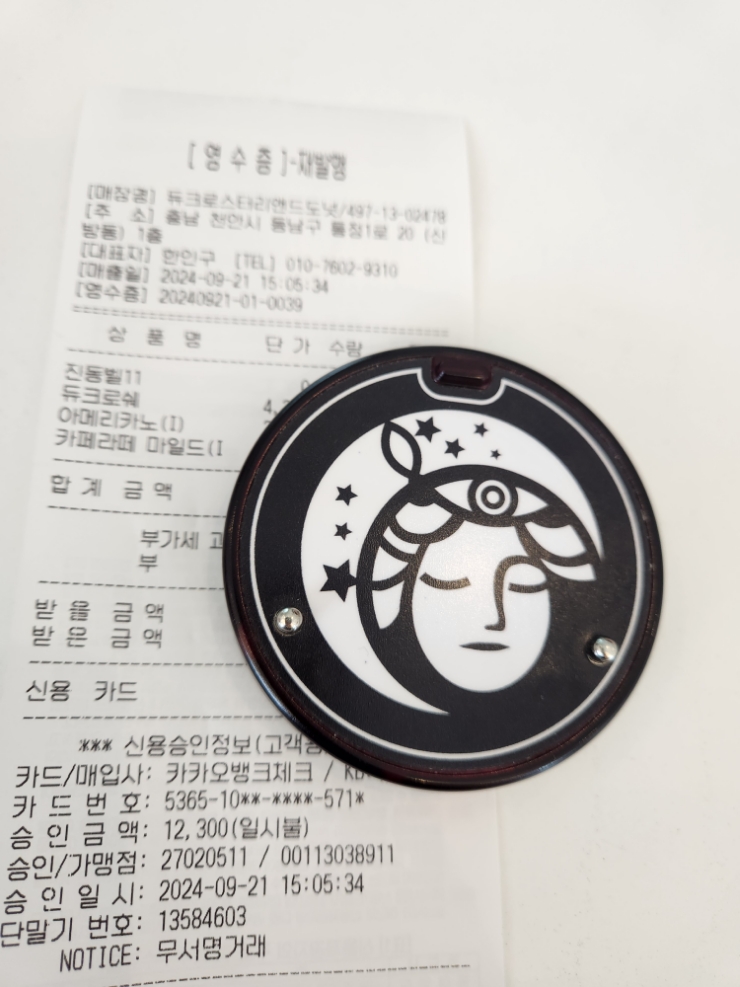 [ 영 수 증 ]-재발행
[매장명] 듀크로스타리앤드도넛/497-13-02478
[주 소] 충남 천안시 동남구 통정1로 20 (신
방동) 1층
[대표자] 한인구 [TEL] 010-7602-9310
[매출일] 2024-09-21 15:05:34
[영수증] 20240921-01-0039
상 품 명 단 가 수량
진동벨11
듀크로쉐
아메리카노(I)
카페라떼 마일드(I
합 계 금 액
부가세
부
받 을 금 액
받 은 금 액
신용 카드
*** 신용승인정보(고객용
카드/매입사: 카카오뱅크체크 /
카 드 번 호: 5365-10**-****-571*
승 인 금 액: 12,300(일시불)
승인/가맹점: 27020511 / 00113038911
승 인 일 시: 2024-09-21 15:05:34
단말기 번호: 13584603
NOTICE: 무서명거래